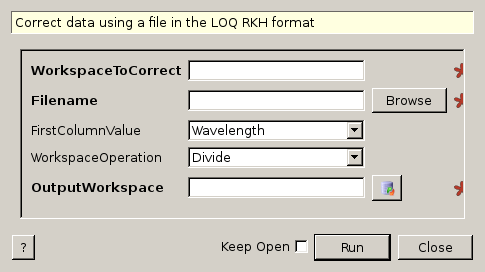 Correct data using a file in the LOQ RKH format
WorkspaceToCorrect
Filename Browse
FirstColumnValue Wavelength
WorkspaceOperation Divide
OutputWorkspace
? Keep Open Run Close